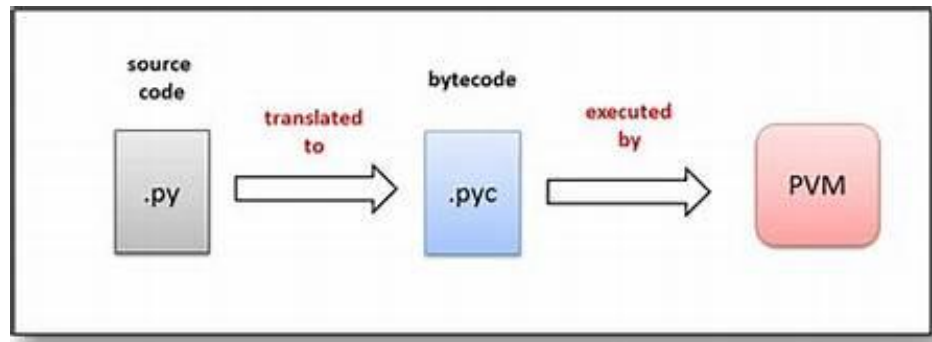 source
code
translated
to
bytecode
executed
by
.py
.pyc
PVM